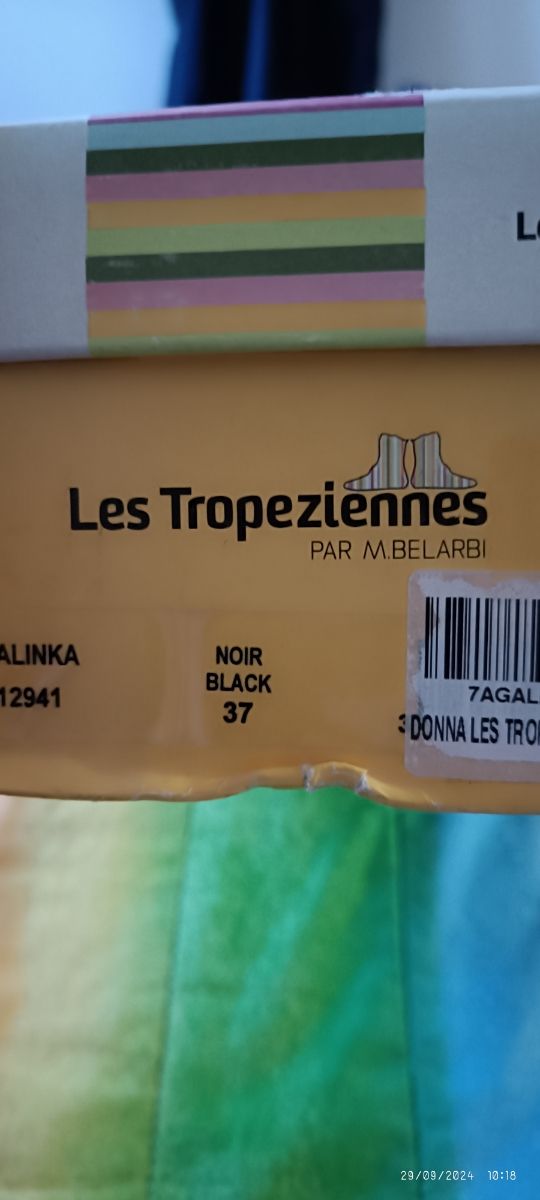 Les Tropeziennes
PAR M.BELARBI
ALINKA
12941
NOIR
BLACK
37
7AGAL
DONNA LES TRO
29/09/2024 10:18